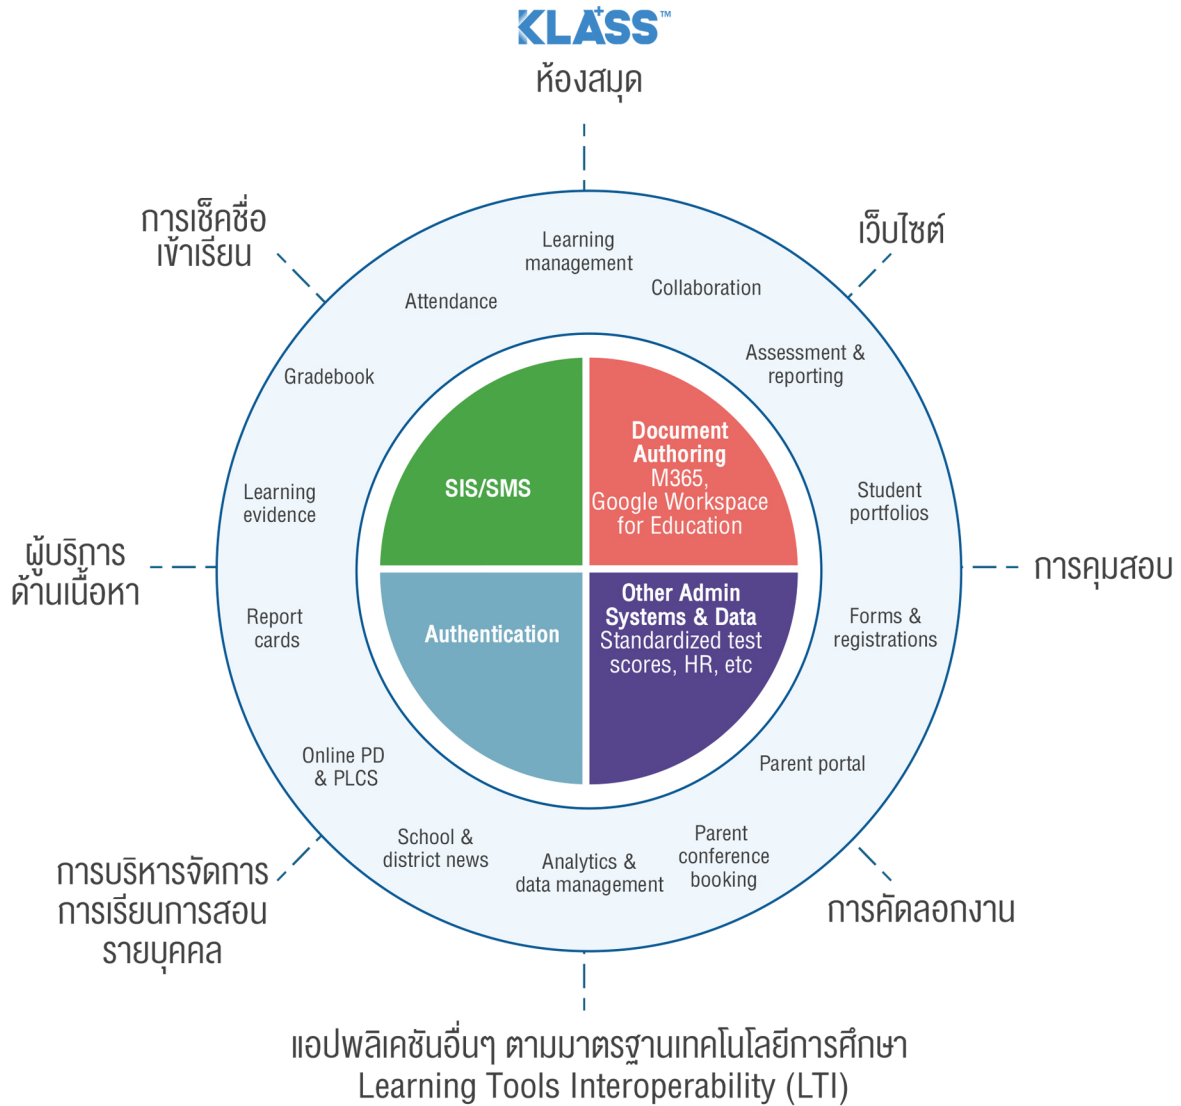 KLASS™
ห้องสมุด
การเช็คชื่อ
เข้าเรียน
เว็บไซต์
Learning
management
Collaboration
Attendance
Assessment &
reporting
Gradebook
Document
Authoring
M365,
Google Workspace
for Education
SIS/SMS
Learning
evidence
Student
portfolios
ผู้บริการ
ด้านเนื้อหา
การคุมสอบ
Other Admin
Systems & Data
Standardized test
scores, HR, etc
Authentication
Report
cards
Forms &
registrations
Online PD
& PLCS
Parent portal
School &
district news
Analytics &
data management
Parent
conference
booking
การบริหารจัดการ
การเรียนการสอน
รายบุคคล
การคัดลอกงาน
แอปพลิเคชันอื่นๆ ตามมาตรฐานเทคโนโลยีการศึกษา
Learning Tools Interoperability (LTI)